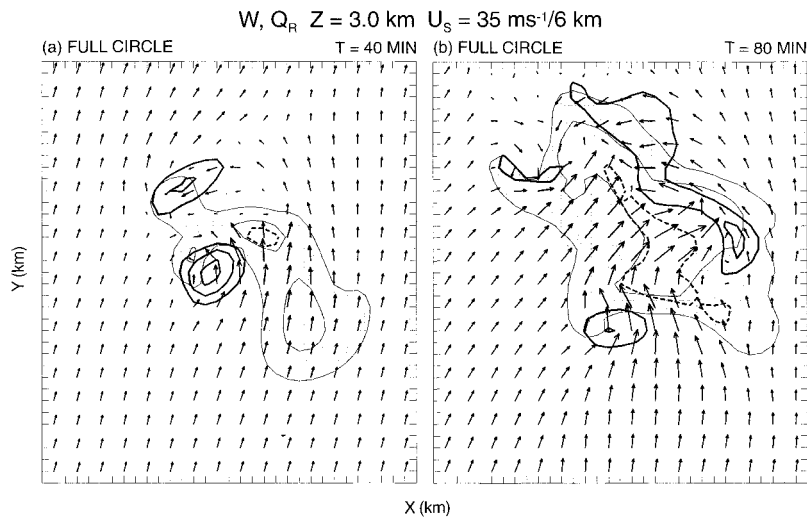 W, Q_R Z = 3.0 km U_S = 35 ms⁻¹/6 km
(a) FULL CIRCLE T = 40 MIN
(b) FULL CIRCLE T = 80 MIN
Y (km)
X (km)